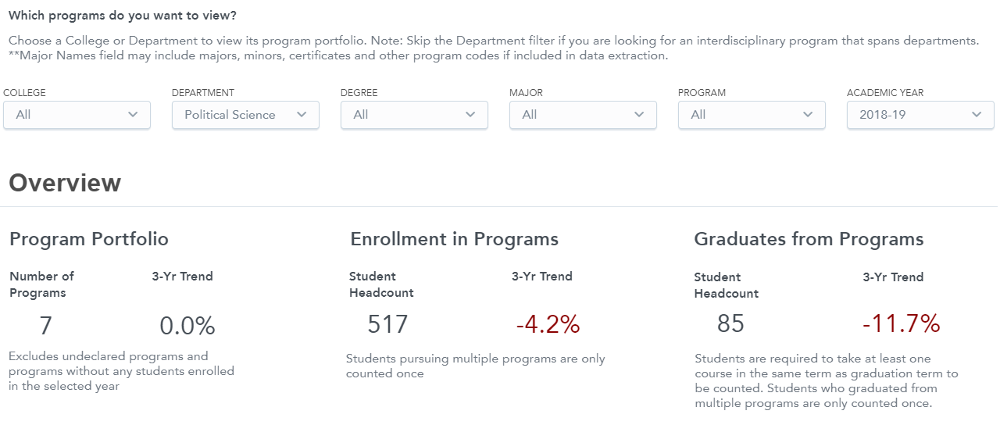 Which programs do you want to view?
Choose a College or Department to view its program portfolio. Note: Skip the Department filter if you are looking for an interdisciplinary program that spans departments.
**Major Names field may include majors, minors, certificates and other program codes if included in data extraction.
COLLEGE
All
DEPARTMENT
Political Science
DEGREE
All
MAJOR
All
PROGRAM
All
ACADEMIC YEAR
2018-19
Overview
Program Portfolio
Number of
Programs
3-Yr Trend
7
0.0%
Excludes undeclared programs and
programs without any students enrolled
in the selected year
Enrollment in Programs
Student
Headcount
3-Yr Trend
517
-4.2%
Students pursuing multiple programs are only
counted once
Graduates from Programs
Student
Headcount
3-Yr Trend
85
-11.7%
Students are required to take at least one
course in the same term as graduation term to
be counted. Students who graduated from
multiple programs are only counted once.